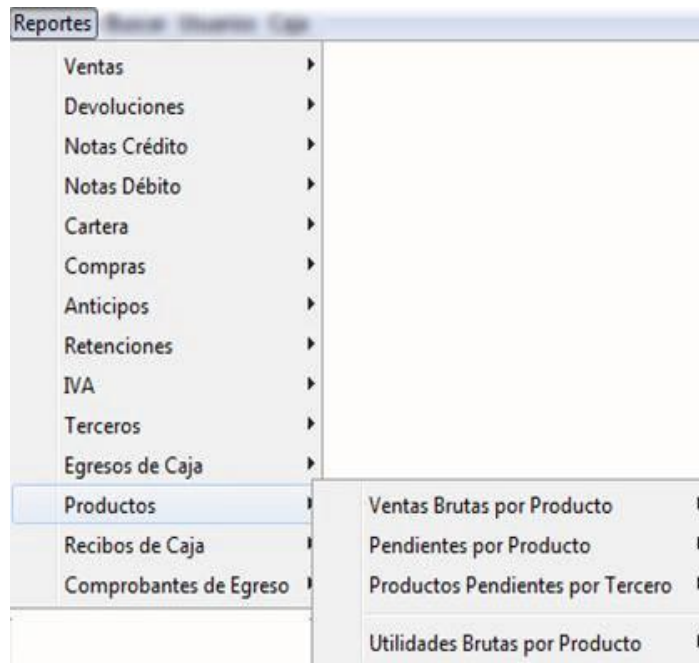 Reportes
Ventas
Devoluciones
Notas Crédito
Notas Débito
Cartera
Compras
Anticipos
Retenciones
IVA
Terceros
Egresos de Caja
Productos
Recibos de Caja
Comprobantes de Egreso
Ventas Brutas por Producto
Pendientes por Producto
Productos Pendientes por Tercero
Utilidades Brutas por Producto